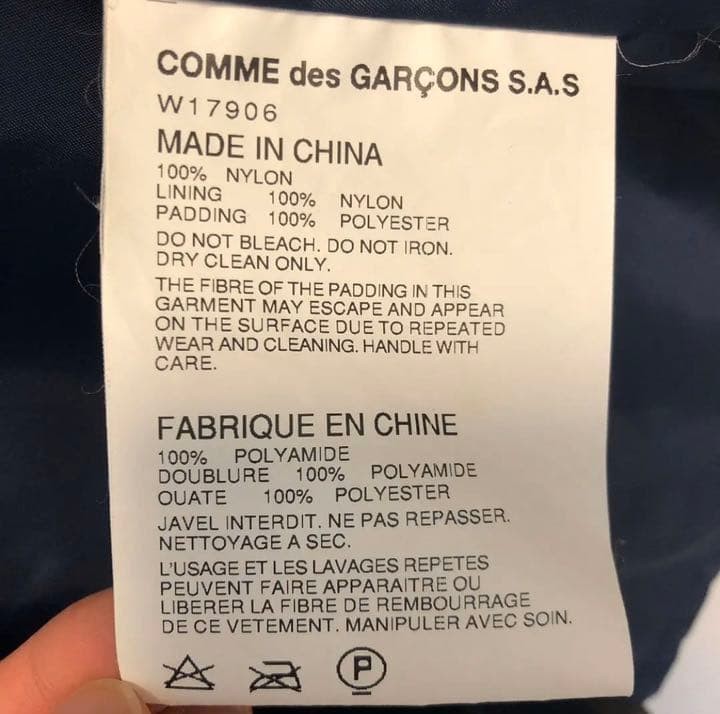 COMME des GARÇONS S.A.S
W17906
MADE IN CHINA
100% NYLON
LINING 100% NYLON
PADDING 100% POLYESTER
DO NOT BLEACH. DO NOT IRON.
DRY CLEAN ONLY.
THE FIBRE OF THE PADDING IN THIS
GARMENT MAY ESCAPE AND APPEAR
ON THE SURFACE DUE TO REPEATED
WEAR AND CLEANING. HANDLE WITH
CARE.
FABRIQUE EN CHINE
100% POLYAMIDE
DOUBLURE 100% POLYAMIDE
OUATE 100% POLYESTER
JAVEL INTERDIT. NE PAS REPASSER.
NETTOYAGE A SEC.
L'USAGE ET LES LAVAGES REPETES
PEUVENT FAIRE APPARAITRE OU
LIBERER LA FIBRE DE REMBOURRAGE
DE CE VETEMENT. MANIPULER AVEC SOIN.
P